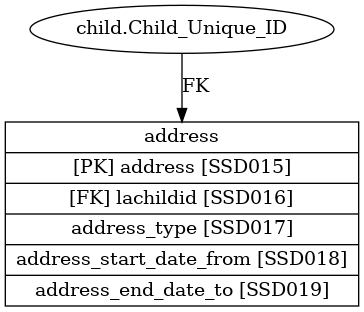 child.Child_Unique_ID
FK
address
[PK] address [SSD015]
[FK] lachildid [SSD016]
address_type [SSD017]
address_start_date_from [SSD018]
address_end_date_to [SSD019]